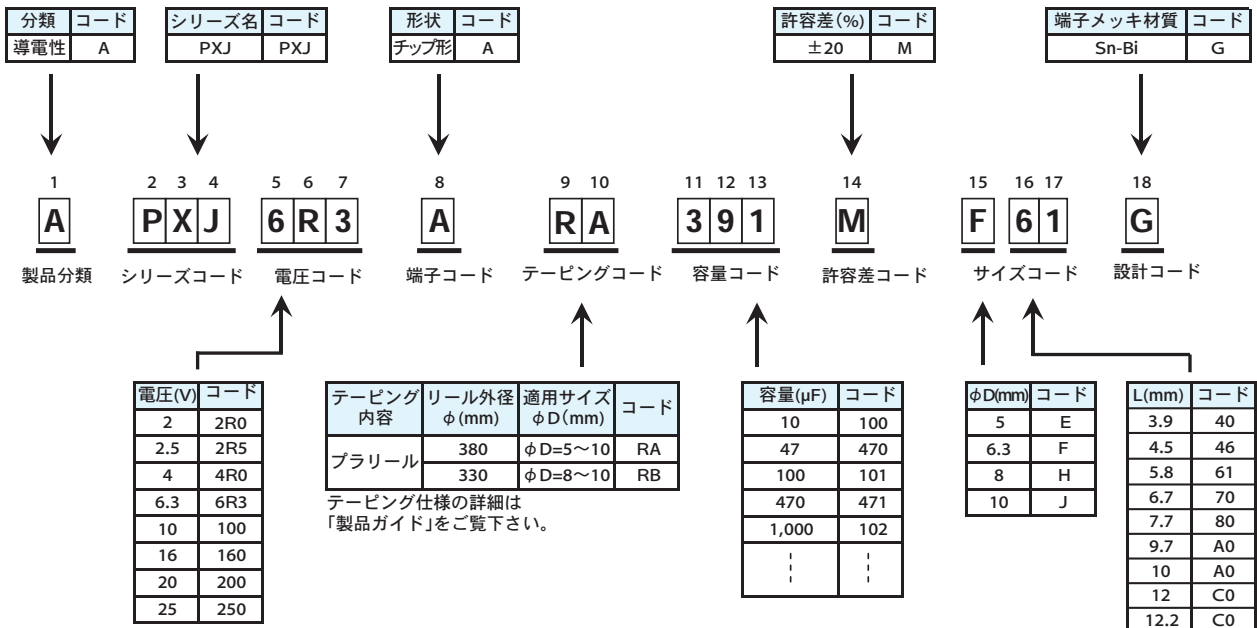 分類 コード
導電性 A
シリーズ名 コード
PXJ PXJ
形状 コード
チップ形 A
許容差(%) コード
±20 M
端子メッキ材質 コード
Sn-Bi G
1 2 3 4 5 6 7 8 9 10 11 12 13 14 15 16 17 18
A P X J 6 R 3 A R A 3 9 1 M F 6 1 G
製品分類 シリーズコード 電圧コード 端子コード テーピングコード 容量コード 許容差コード サイズコード 設計コード
電圧(V) コード
2 2R0
2.5 2R5
4 4R0
6.3 6R3
10 100
16 160
20 200
25 250
テーピング内容 リール外径φ(mm) 適用サイズφD(mm) コード
プラリール 380 φD=5～10 RA
330 φD=8～10 RB
テーピング仕様の詳細は
「製品ガイド」をご覧下さい。
容量(µF) コード
10 100
47 470
100 101
470 471
1,000 102
φD(mm) コード
5 E
6.3 F
8 H
10 J
L(mm) コード
3.9 40
4.5 46
5.8 61
6.7 70
7.7 80
9.7 A0
10 A0
12 C0
12.2 C0